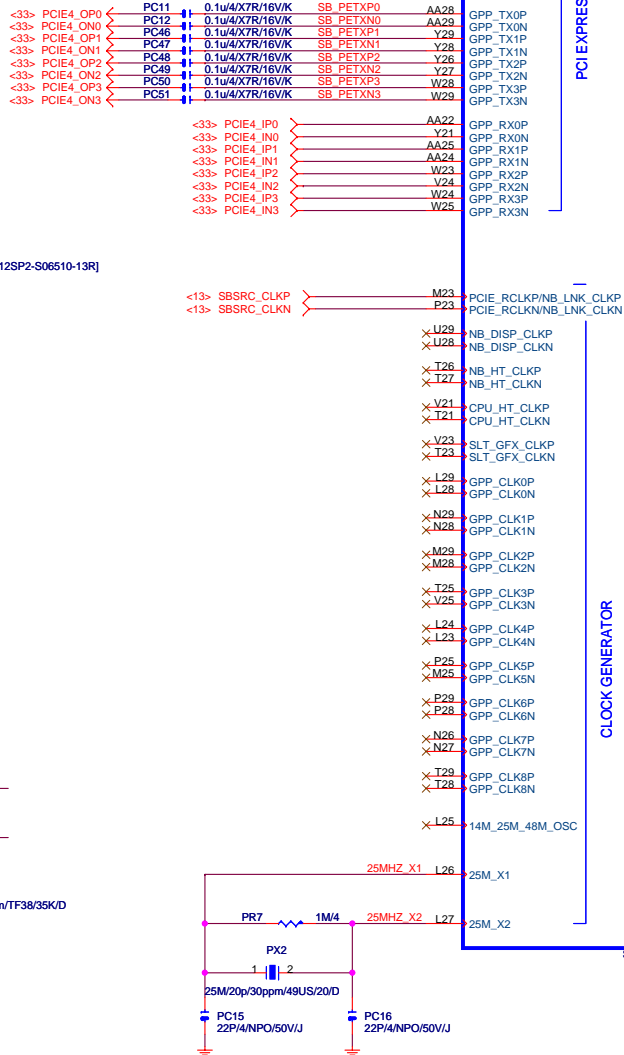 <33> PCIE4_OP0 PC11 0.1u/4/X7R/16V/K SB_PETXP0 AA28 GPP_TX0P
<33> PCIE4_ON0 PC12 0.1u/4/X7R/16V/K SB_PETXN0 AA29 GPP_TX0N
<33> PCIE4_OP1 PC46 0.1u/4/X7R/16V/K SB_PETXP1 Y29 GPP_TX1P
<33> PCIE4_ON1 PC47 0.1u/4/X7R/16V/K SB_PETXN1 Y28 GPP_TX1N
<33> PCIE4_OP2 PC48 0.1u/4/X7R/16V/K SB_PETXP2 Y26 GPP_TX2P
<33> PCIE4_ON2 PC49 0.1u/4/X7R/16V/K SB_PETXN2 Y27 GPP_TX2N
<33> PCIE4_OP3 PC50 0.1u/4/X7R/16V/K SB_PETXP3 W28 GPP_TX3P
<33> PCIE4_ON3 PC51 0.1u/4/X7R/16V/K SB_PETXN3 W29 GPP_TX3N
PCI EXPRES
<33> PCIE4_IP0 AA22 GPP_RX0P
<33> PCIE4_IN0 Y21 GPP_RX0N
<33> PCIE4_IP1 AA25 GPP_RX1P
<33> PCIE4_IN1 AA24 GPP_RX1N
<33> PCIE4_IP2 W23 GPP_RX2P
<33> PCIE4_IN2 V24 GPP_RX2N
<33> PCIE4_IP3 W24 GPP_RX3P
<33> PCIE4_IN3 W25 GPP_RX3N
12SP2-S06510-13R]
<13> SBSRC_CLKP M23 PCIE_RCLKP/NB_LNK_CLKP
<13> SBSRC_CLKN P23 PCIE_RCLKN/NB_LNK_CLKN
U29 NB_DISP_CLKP
U28 NB_DISP_CLKN
T26 NB_HT_CLKP
T27 NB_HT_CLKN
V21 CPU_HT_CLKP
T21 CPU_HT_CLKN
V23 SLT_GFX_CLKP
T23 SLT_GFX_CLKN
L29 GPP_CLK0P
L28 GPP_CLK0N
N29 GPP_CLK1P
N28 GPP_CLK1N
M29 GPP_CLK2P
M28 GPP_CLK2N
T25 GPP_CLK3P
V25 GPP_CLK3N
L24 GPP_CLK4P
L23 GPP_CLK4N
P25 GPP_CLK5P
M25 GPP_CLK5N
P29 GPP_CLK6P
P28 GPP_CLK6N
N26 GPP_CLK7P
N27 GPP_CLK7N
T29 GPP_CLK8P
T28 GPP_CLK8N
CLOCK GENERATOR
L25 14M_25M_48M_OSC
25MHZ_X1 L26 25M_X1
/TF38/35K/D
PR7 1M/4 25MHZ_X2 L27 25M_X2
PX2
1 2
25M/20p/30ppm/49US/20/D
PC15 PC16
22P/4/NPO/50V/J 22P/4/NPO/50V/J